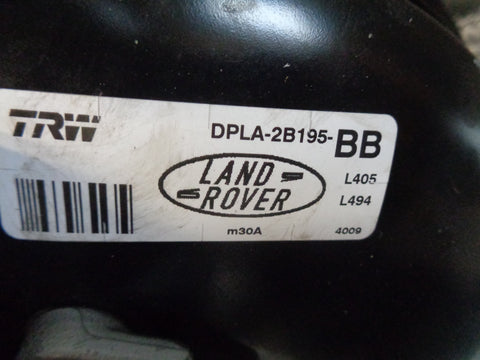 TRW
DPLA-2B195-BB
LAND
ROVER
L405
L494
m30A
4009